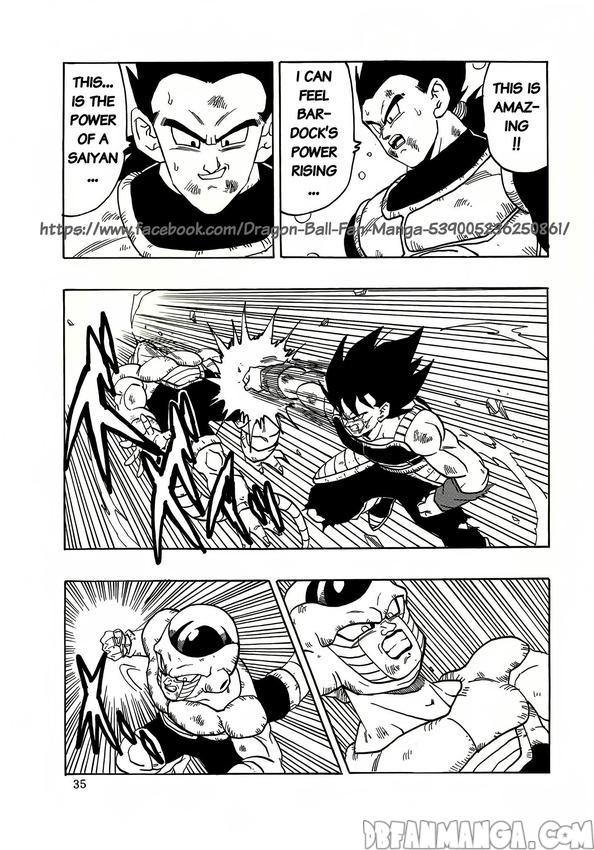 THIS IS
AMAZ-
ING
!!
I CAN
FEEL
BAR-
DOCK'S
POWER
RISING
...
THIS...
IS THE
POWER
OF A
SAIYAN
...
https://www.facebook.com/Dragon-Ball-Fan-Manga-539005836250861/
35
DBFANMANGA.COM